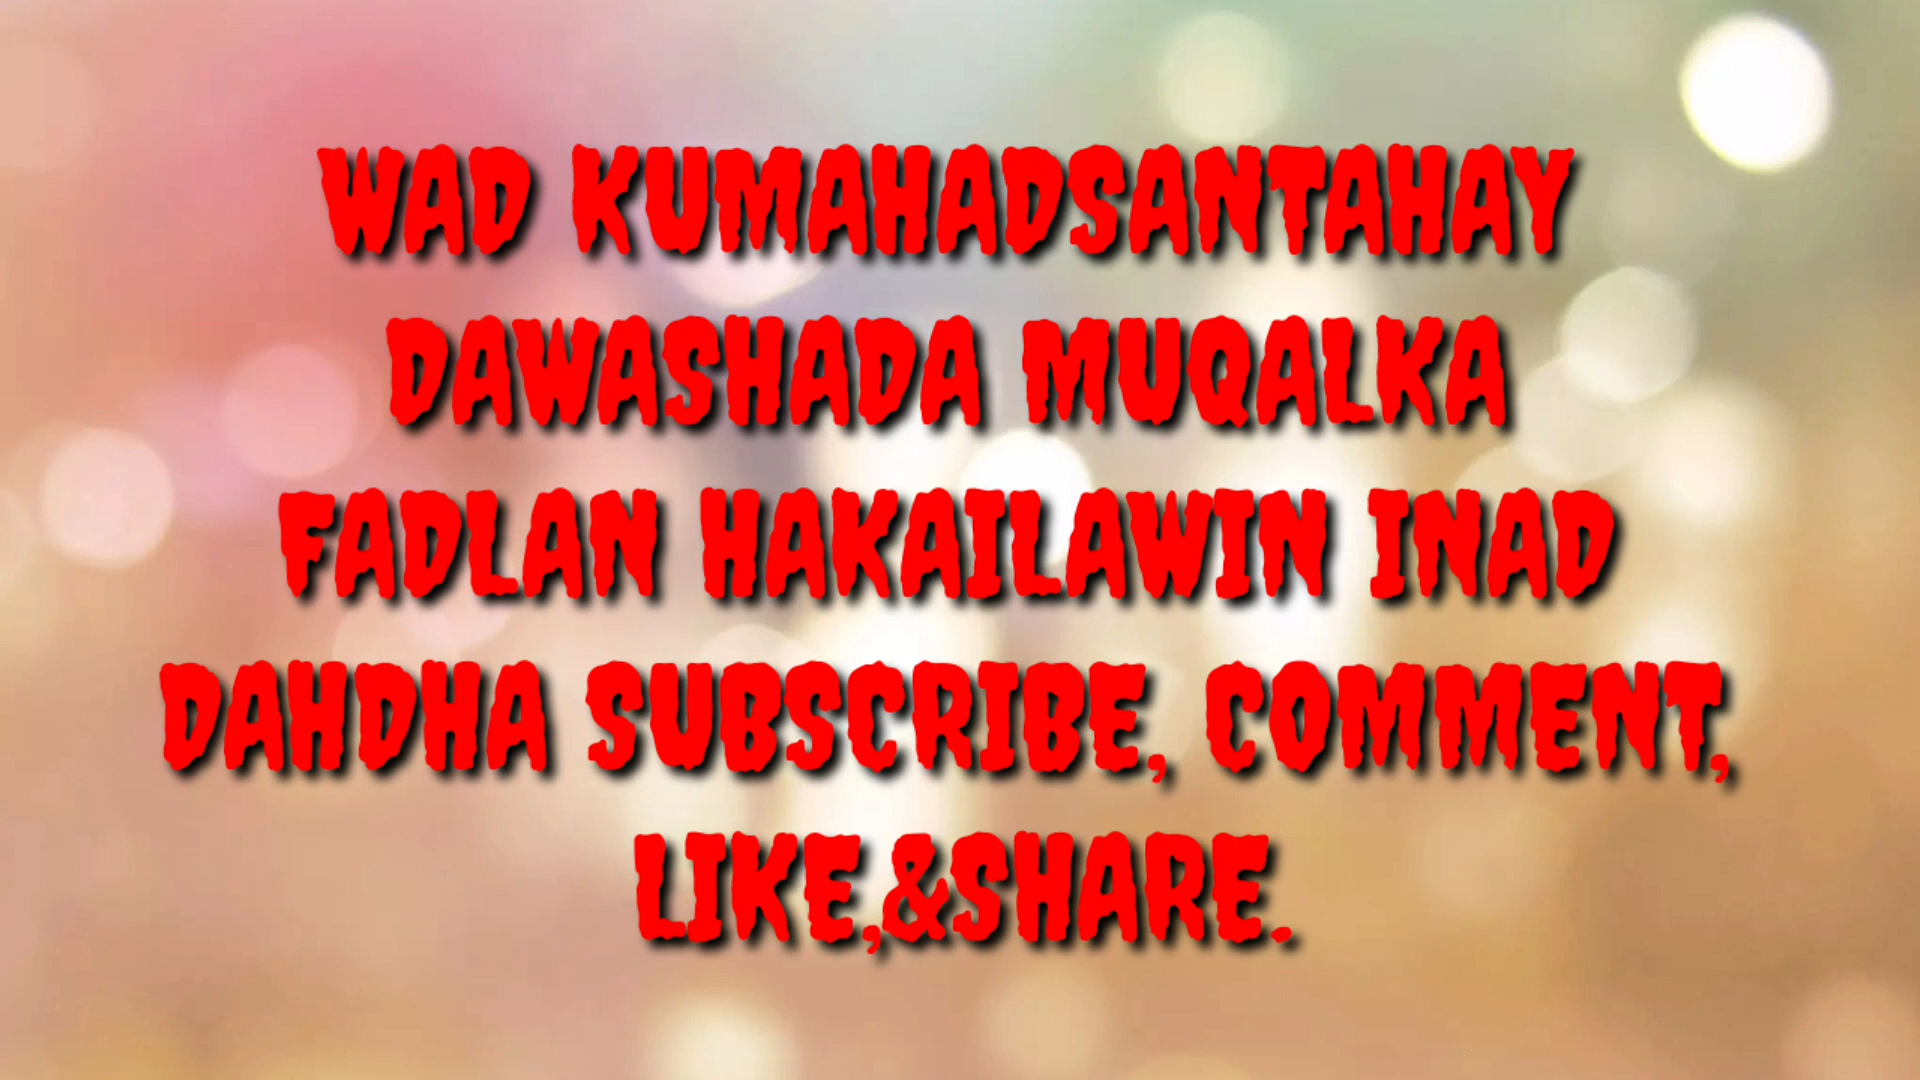 WAD KUMAHADSANTAHAY
DAWASHADA MUQALKA
FADLAN HAKAILAWIN INAD
DAHDHA SUBSCRIBE, COMMENT,
LIKE,&SHARE.